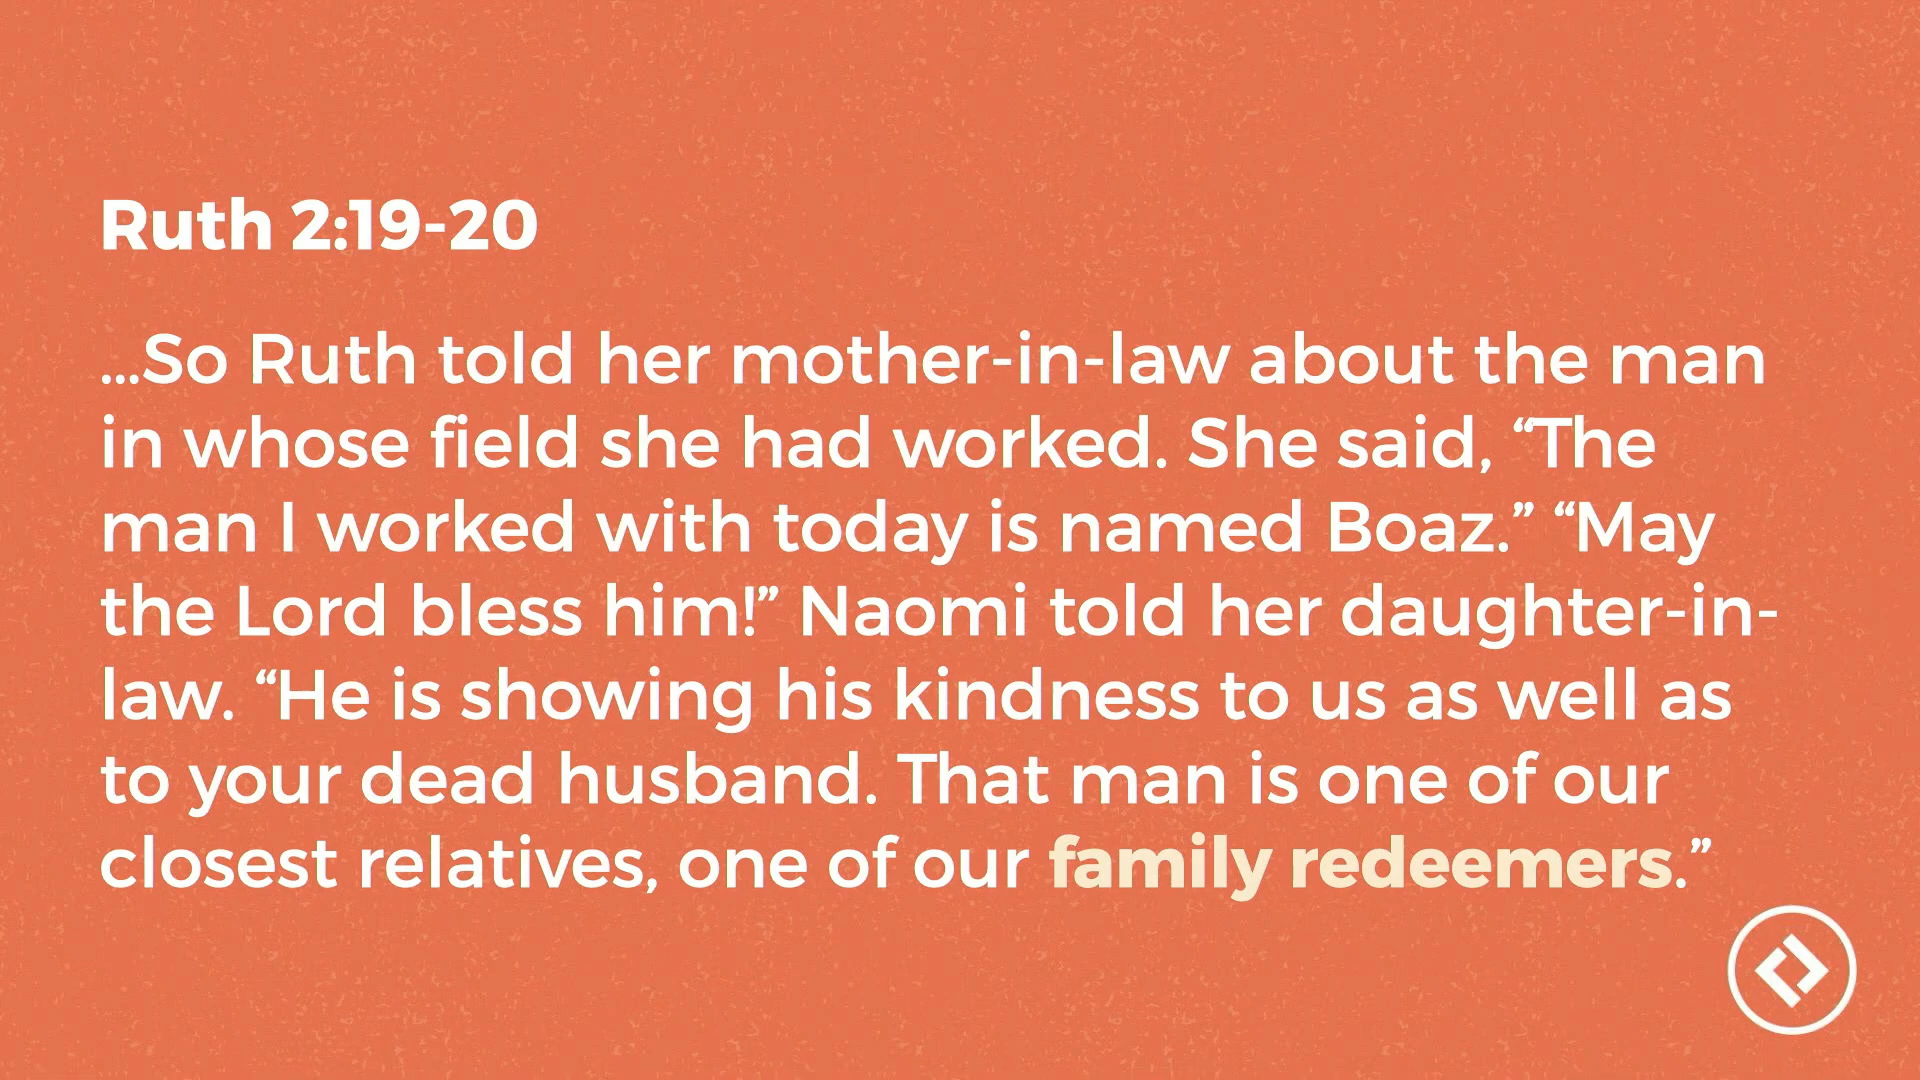 Ruth 2:19-20
...So Ruth told her mother-in-law about the man
in whose field she had worked. She said, “The
man I worked with today is named Boaz.” “May
the Lord bless him!” Naomi told her daughter-in-
law. “He is showing his kindness to us as well as
to your dead husband. That man is one of our
closest relatives, one of our family redeemers.”